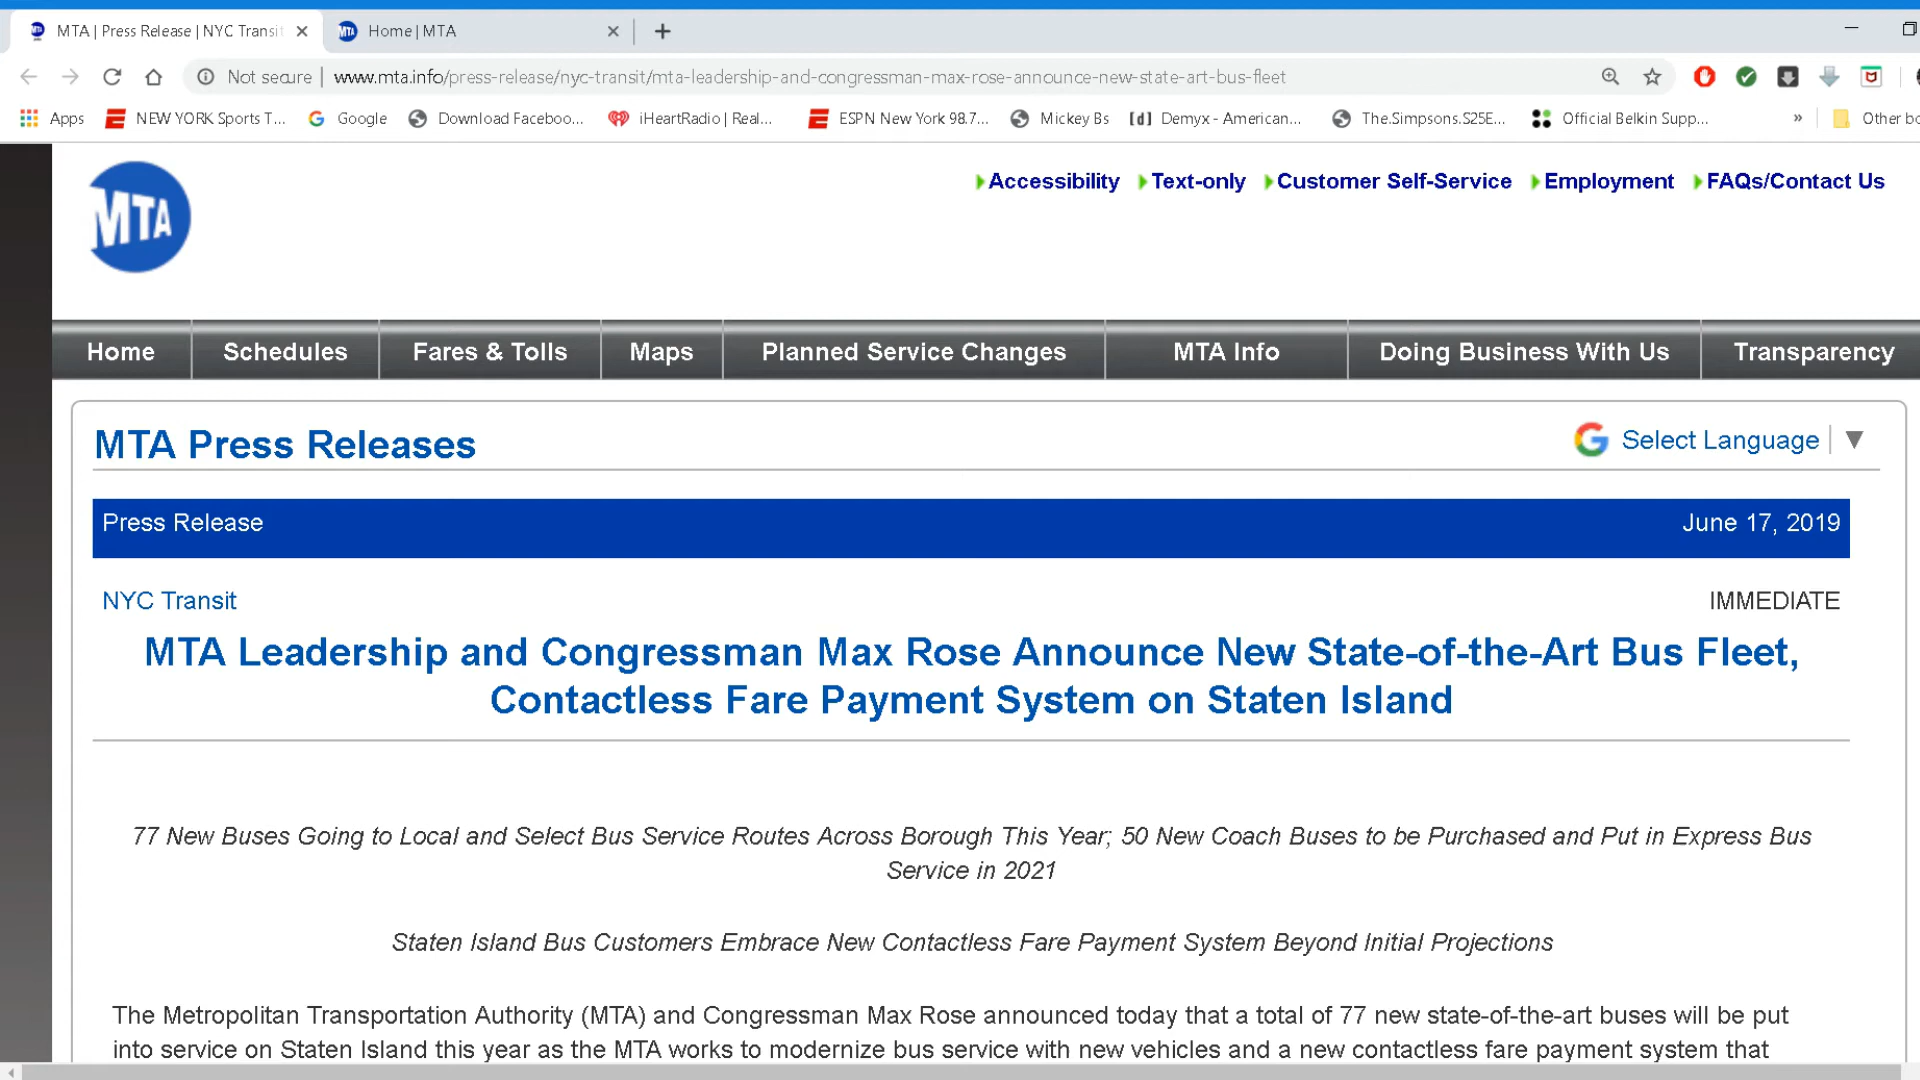 MTA | Press Release | NYC Transit
Home | MTA
Not secure | www.mta.info/press-release/nyc-transit/mta-leadership-and-congressman-max-rose-announce-new-state-art-bus-fleet
Apps
NEW YORK Sports T...
Google
Download Faceboo...
iHeartRadio | Real...
ESPN New York 98.7...
Mickey Bs
[d] Demyx - American...
The.Simpsons.S25E...
Official Belkin Supp...
»
Other bo
MTA
Accessibility Text-only Customer Self-Service Employment FAQs/Contact Us
Home Schedules Fares & Tolls Maps Planned Service Changes MTA Info Doing Business With Us Transparency
MTA Press Releases
Select Language
Press Release June 17, 2019
NYC Transit IMMEDIATE
MTA Leadership and Congressman Max Rose Announce New State-of-the-Art Bus Fleet,
Contactless Fare Payment System on Staten Island
77 New Buses Going to Local and Select Bus Service Routes Across Borough This Year; 50 New Coach Buses to be Purchased and Put in Express Bus
Service in 2021
Staten Island Bus Customers Embrace New Contactless Fare Payment System Beyond Initial Projections
The Metropolitan Transportation Authority (MTA) and Congressman Max Rose announced today that a total of 77 new state-of-the-art buses will be put
into service on Staten Island this year as the MTA works to modernize bus service with new vehicles and a new contactless fare payment system that